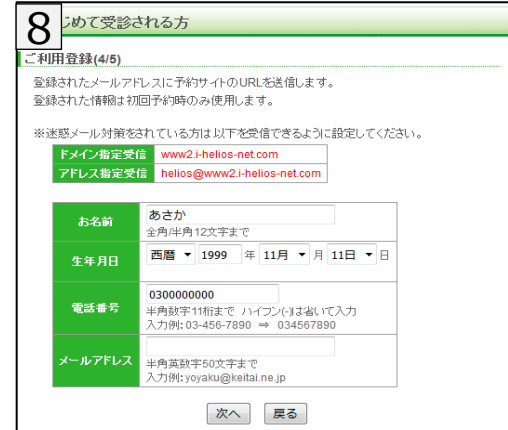 8
じめて受診される方
ご利用登録(4/5)
登録されたメールアドレスに予約サイトのURLを送信します。
登録された情報は初回予約時のみ使用します。
※迷惑メール対策をされている方は以下を受信できるように設定してください。
ドメイン指定受信 www2.i-helios-net.com
アドレス指定受信 helios@www2.i-helios-net.com
お名前 あさか
全角/半角12文字まで
生年月日 西暦 1999 年 11月 月 11日 日
電話番号 0300000000
半角数字11桁まで ハイフン(-)は省いて入力
入力例:03-456-7890 ⇒ 034567890
メールアドレス
半角英数字50文字まで
入力例:yoyaku@keitai.ne.jp
次へ 戻る